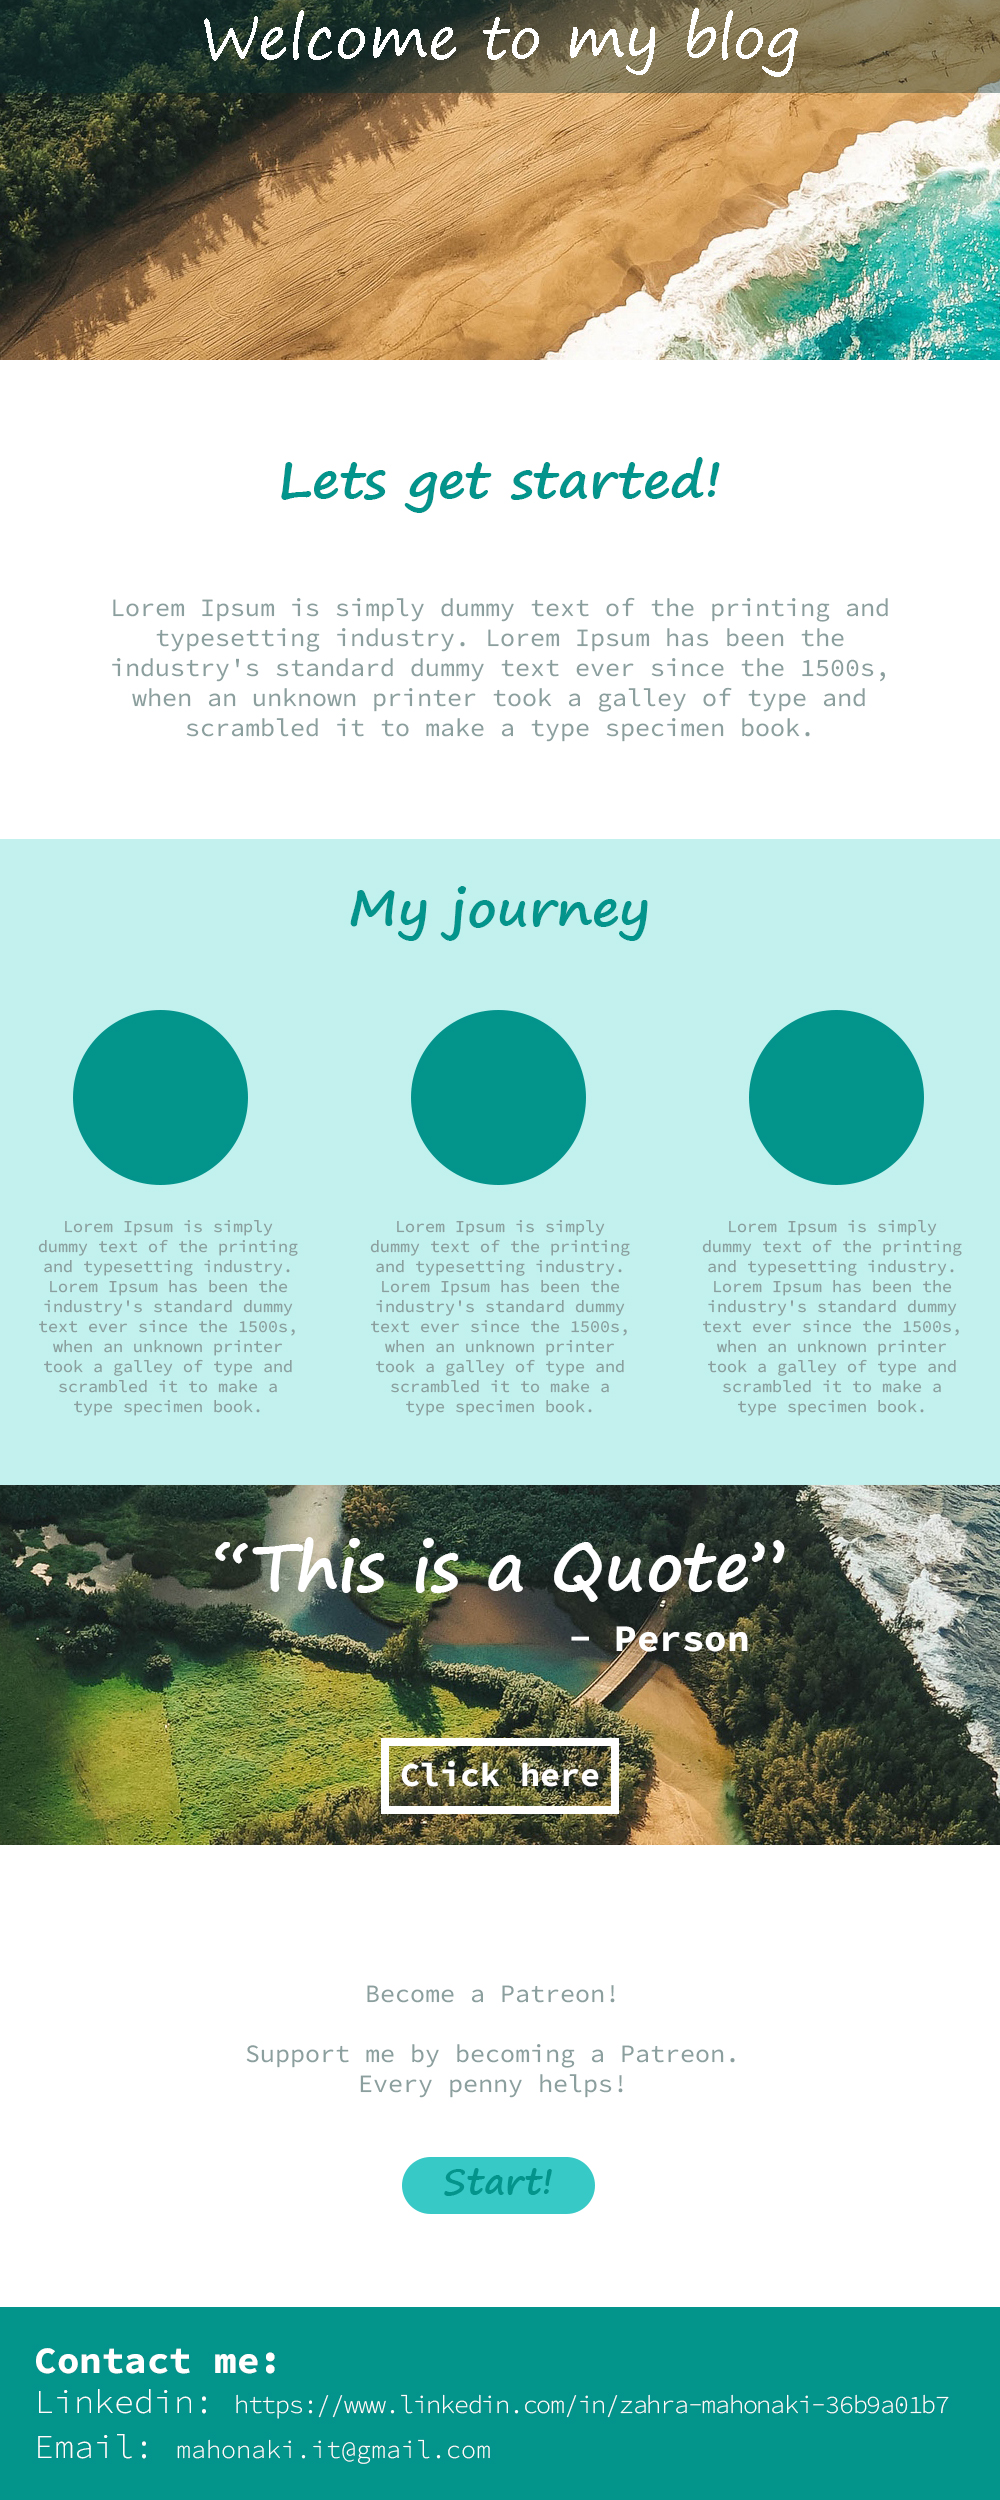 Welcome to my blog
Lets get started!
Lorem Ipsum is simply dummy text of the printing and
typesetting industry. Lorem Ipsum has been the
industry's standard dummy text ever since the 1500s,
when an unknown printer took a galley of type and
scrambled it to make a type specimen book.
My journey
Lorem Ipsum is simply
dummy text of the printing
and typesetting industry.
Lorem Ipsum has been the
industry's standard dummy
text ever since the 1500s,
when an unknown printer
took a galley of type and
scrambled it to make a
type specimen book.
Lorem Ipsum is simply
dummy text of the printing
and typesetting industry.
Lorem Ipsum has been the
industry's standard dummy
text ever since the 1500s,
when an unknown printer
took a galley of type and
scrambled it to make a
type specimen book.
Lorem Ipsum is simply
dummy text of the printing
and typesetting industry.
Lorem Ipsum has been the
industry's standard dummy
text ever since the 1500s,
when an unknown printer
took a galley of type and
scrambled it to make a
type specimen book.
“This is a Quote”
- Person
Click here
Become a Patreon!
Support me by becoming a Patreon.
Every penny helps!
Start!
Contact me:
Linkedin: https://www.linkedin.com/in/zahra-mahonaki-36b9a01b7
Email: mahonaki.it@gmail.com